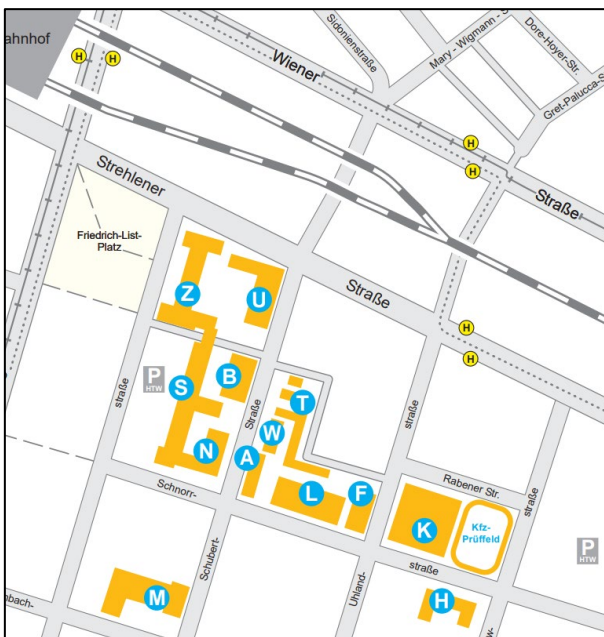 ahnhof
H
H
Sidonienstraße
Mary - Wigmann - S
Dore-Hoyer-Str.
Gret-Palucca-S
Wiener
H
H
Straße
Strehlener
Friedrich-List-
Platz
Straße
Z
U
H
H
P
HTW
S
B
T
W
straße
Straße
straße
N
A
L
F
K
Rabener Str.
Kfz-
Prüffeld
straße
P
HTW
Schnorr-
straße
Schubert-
Uhland-
M
H
nbach-
w-